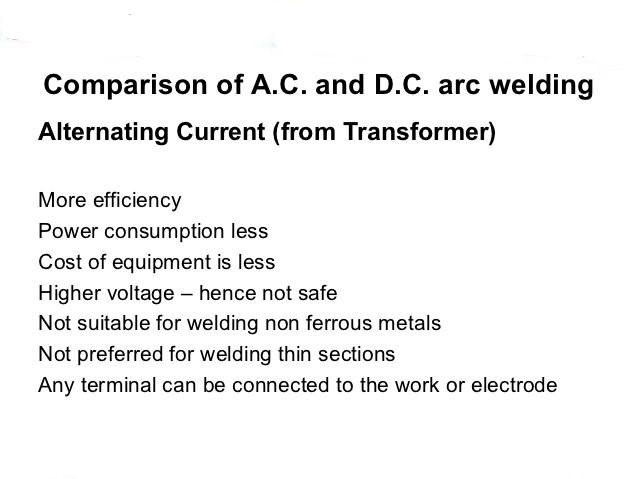 Comparison of A.C. and D.C. arc welding
Alternating Current (from Transformer)
More efficiency
Power consumption less
Cost of equipment is less
Higher voltage – hence not safe
Not suitable for welding non ferrous metals
Not preferred for welding thin sections
Any terminal can be connected to the work or electrode